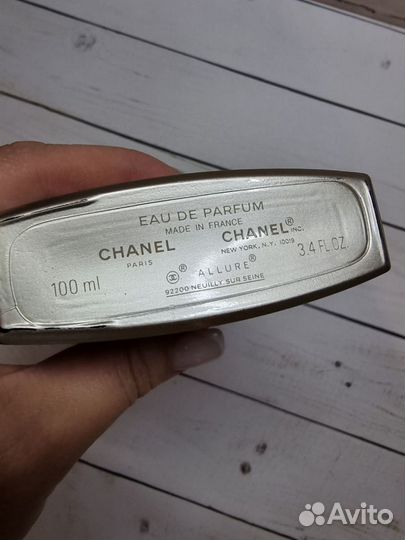 EAU DE PARFUM
MADE IN FRANCE
CHANEL CHANEL® INC.
PARIS NEW YORK, N.Y. 10019
100 ml ® ALLURE® 3.4 FL.OZ.
92200 NEUILLY SUR SEINE
Avito